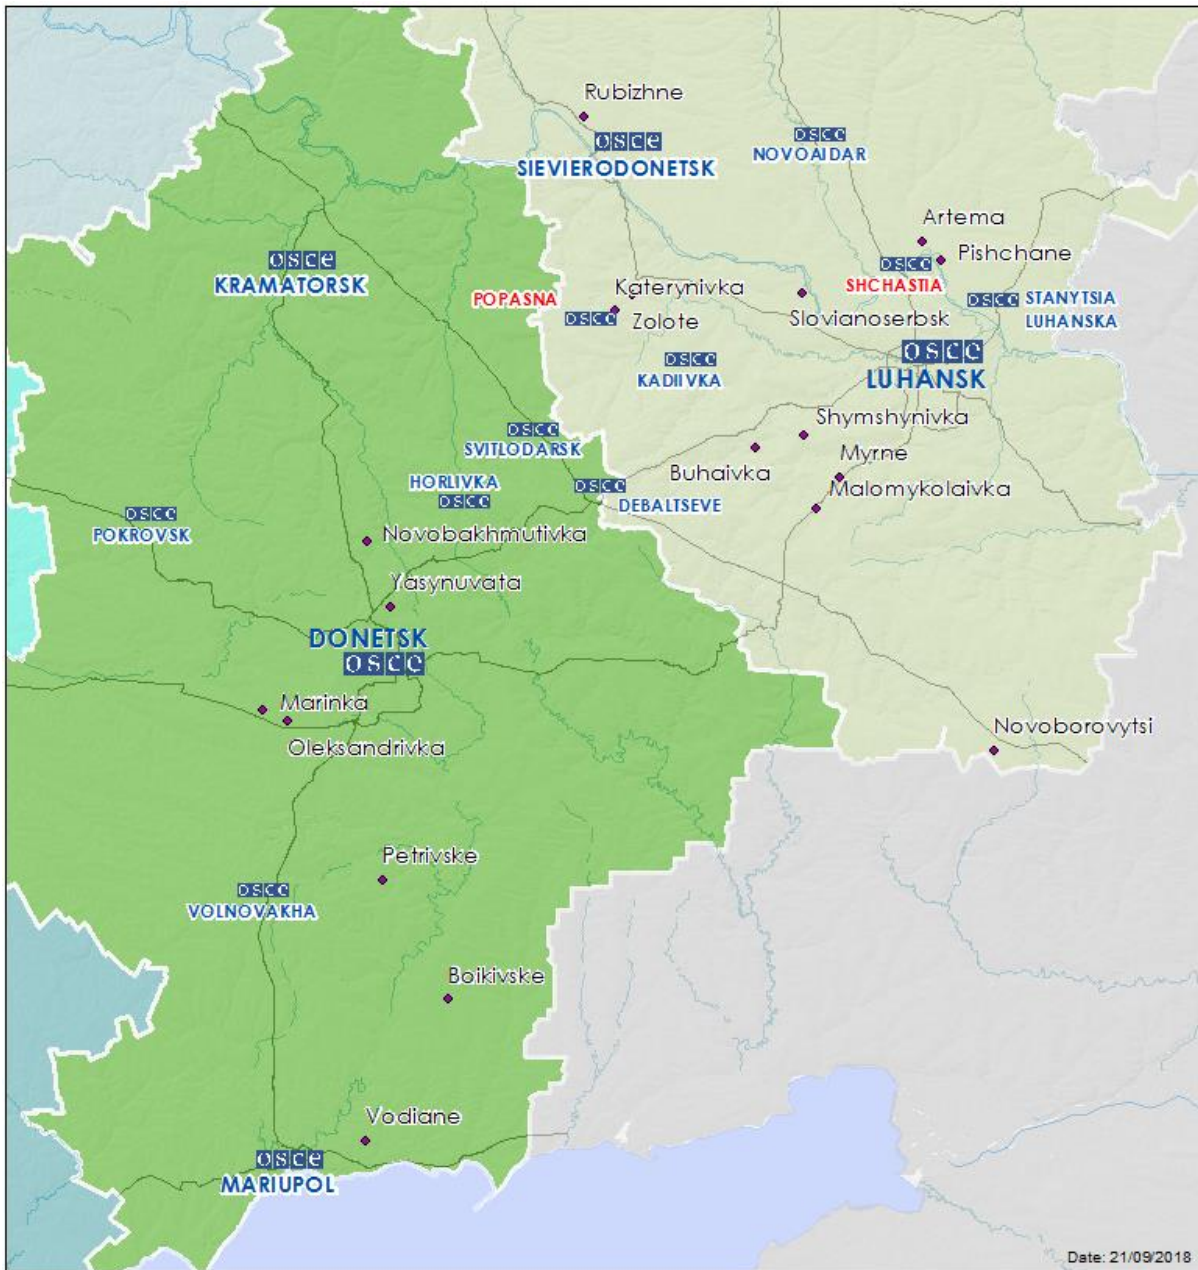 Rubizhne
osce
SIEVIERODONETSK
osce
NOVOAIDAR
Artema
Pishchane
osce
SHCHASTIA
osce
KRAMATORSK
POPASNA
osce
Katerynivka
Zolote
Slovianoserbsk
osce
STANYTSIA
LUHANSKA
osce
LUHANSK
osce
KADIIVKA
Shymshynivka
osce
SVITLODARSK
Buhaivka
Myrne
HORLIVKA
osce
osce
DEBALTSEVE
Malomykolaivka
osce
POKROVSK
Novobakhmutivka
Yasynuvata
DONETSK
osce
Marinka
Oleksandrivka
Novoborovytsi
Petrivske
osce
VOLNOVAKHA
Boikivske
Vodiane
osce
MARIUPOL
Date: 21/09/2018